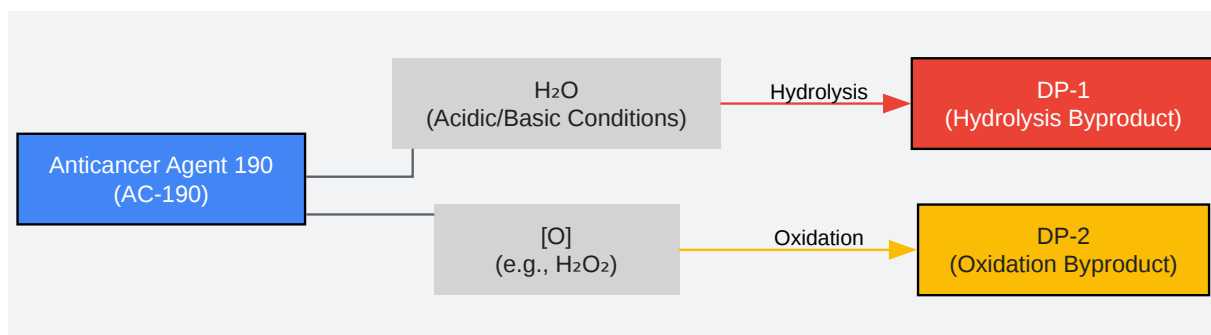 Anticancer Agent 190
(AC-190)
H₂O
(Acidic/Basic Conditions)
Hydrolysis
DP-1
(Hydrolysis Byproduct)
[O]
(e.g., H₂O₂)
Oxidation
DP-2
(Oxidation Byproduct)